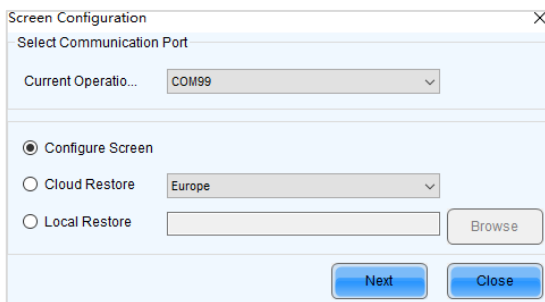 Screen Configuration
Select Communication Port
Current Operatio... COM99
Configure Screen
Cloud Restore Europe
Local Restore Browse
Next Close